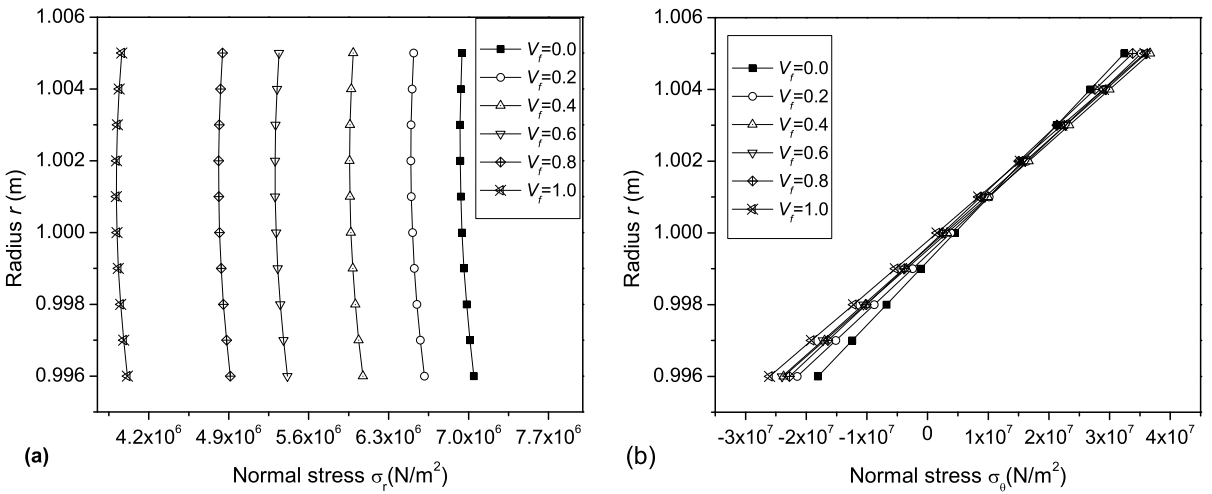 1.006
1.004
1.002
1.000
0.998
0.996
Radius r (m)
V_f=0.0
V_f=0.2
V_f=0.4
V_f=0.6
V_f=0.8
V_f=1.0
4.2x10^6
4.9x10^6
5.6x10^6
6.3x10^6
7.0x10^6
7.7x10^6
(a)
Normal stress σ_r(N/m^2)
1.006
1.004
1.002
1.000
0.998
0.996
Radius r (m)
V_f=0.0
V_f=0.2
V_f=0.4
V_f=0.6
V_f=0.8
V_f=1.0
-3x10^7
-2x10^7
-1x10^7
0
1x10^7
2x10^7
3x10^7
4x10^7
(b)
Normal stress σ_θ(N/m^2)